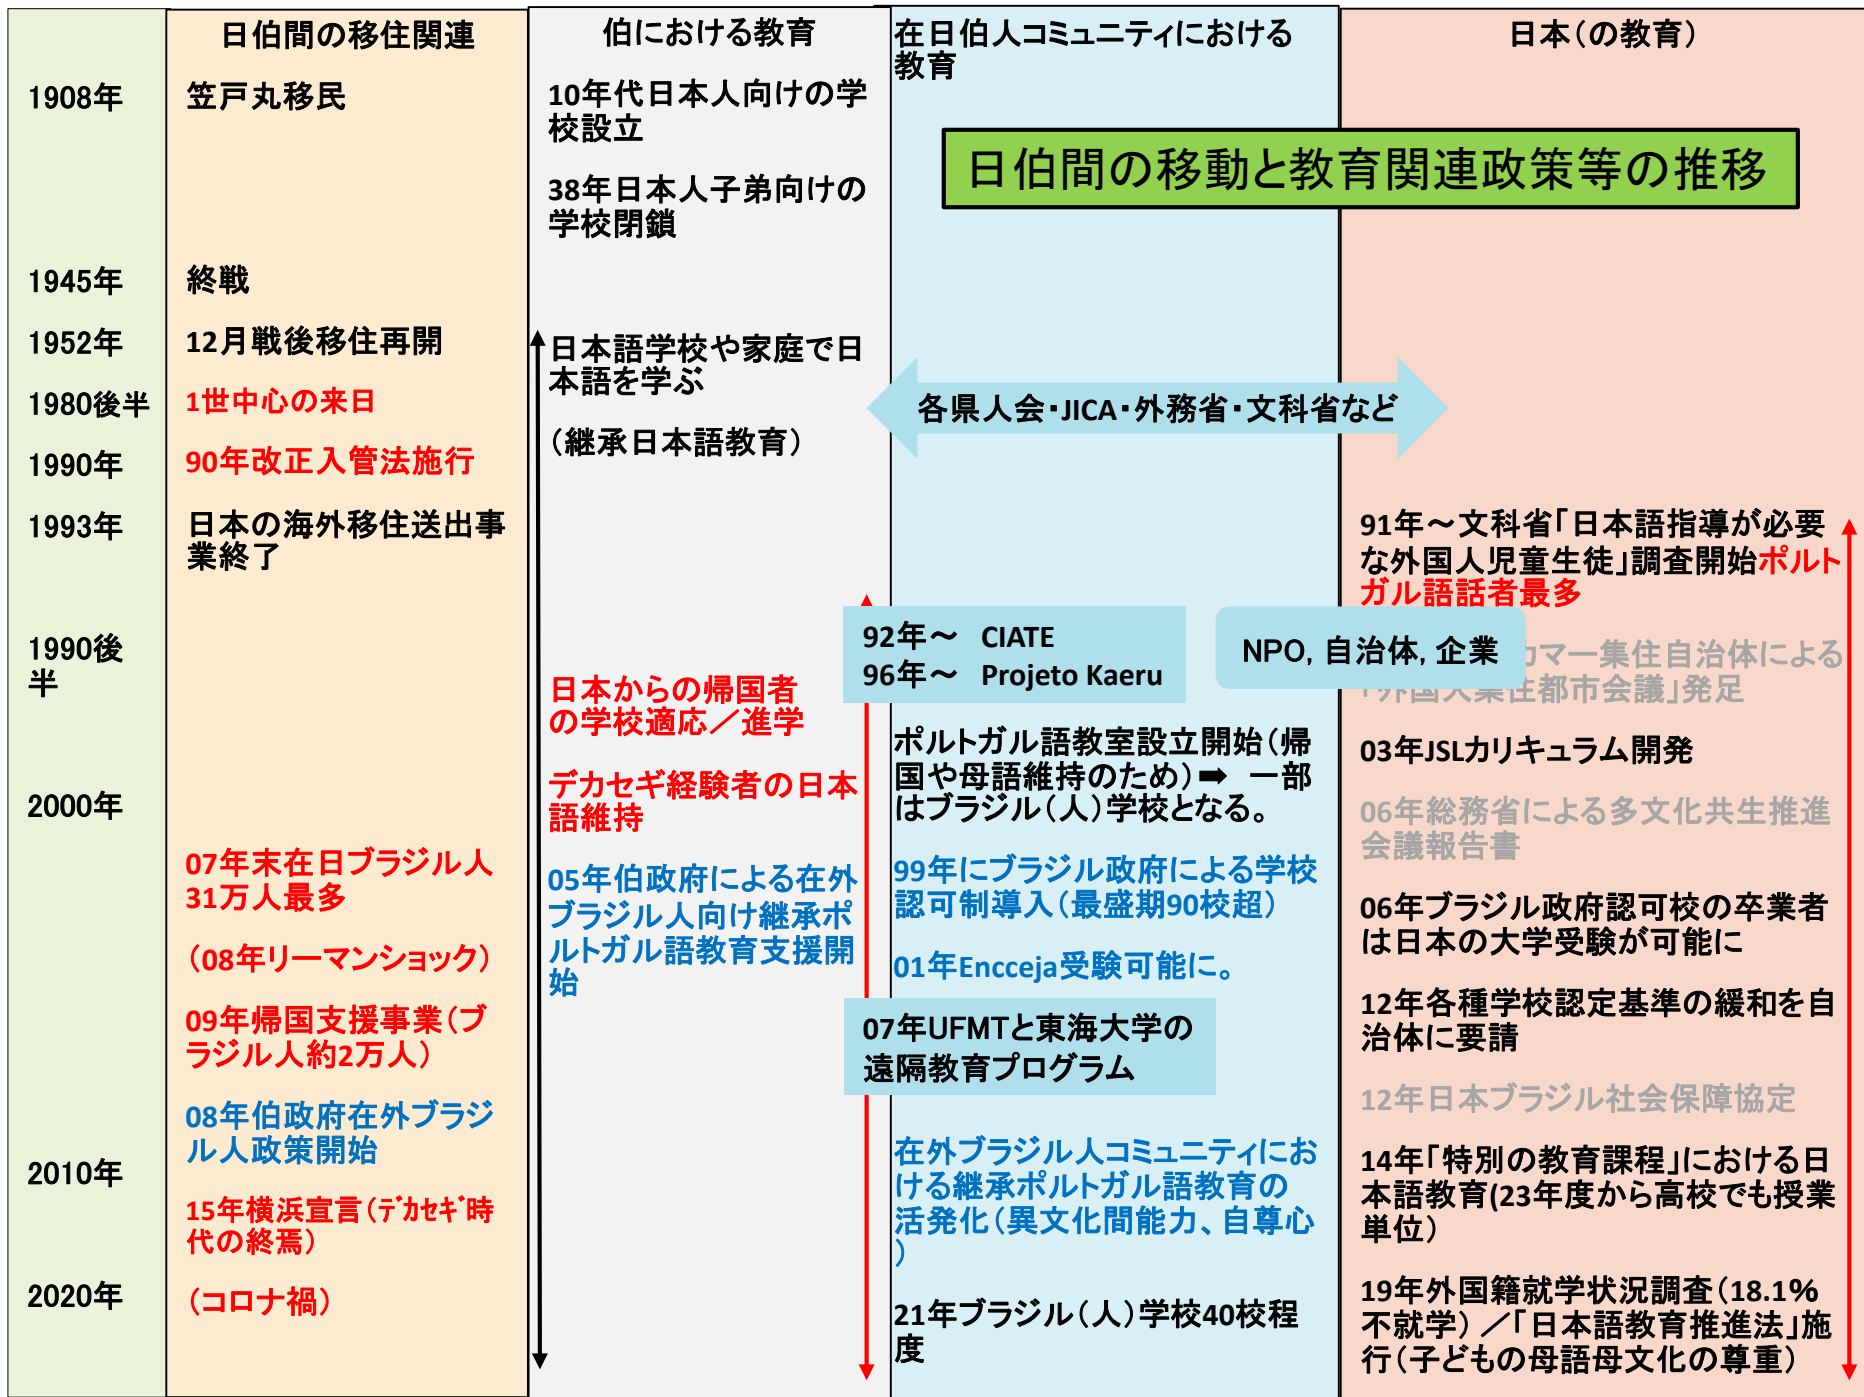 日伯間の移動と教育関連政策等の推移
1908年
1945年
1952年
1980後半
1990年
1993年
1990後
半
2000年
2010年
2020年
日伯間の移住関連
笠戸丸移民
終戦
12月戦後移住再開
1世中心の来日
90年改正入管法施行
日本の海外移住送出事
業終了
07年末在日ブラジル人
31万人最多
（08年リーマンショック）
09年帰国支援事業（ブ
ラジル人約2万人）
08年伯政府在外ブラジ
ル人政策開始
15年横浜宣言（ﾃﾞｶｾｷﾞ時
代の終焉）
（コロナ禍）
伯における教育
10年代日本人向けの学
校設立
38年日本人子弟向けの
学校閉鎖
日本語学校や家庭で日
本語を学ぶ
（継承日本語教育）
日本からの帰国者
の学校適応／進学
デカセギ経験者の日本
語維持
05年伯政府による在外
ブラジル人向け継承ポ
ルトガル語教育支援開
始
在日伯人コミュニティにおける
教育
各県人会・JICA・外務省・文科省など
92年～ CIATE
96年～ Projeto Kaeru
NPO, 自治体, 企業
ポルトガル語教室設立開始（帰
国や母語維持のため）➡ 一部
はブラジル（人）学校となる。
99年にブラジル政府による学校
認可制導入（最盛期90校超）
01年Encceja受験可能に。
07年UFMTと東海大学の
遠隔教育プログラム
在外ブラジル人コミュニティにお
ける継承ポルトガル語教育の
活発化（異文化間能力、自尊心
）
21年ブラジル（人）学校40校程
度
日本（の教育）
91年～文科省「日本語指導が必要
な外国人児童生徒」調査開始ポルト
ガル語話者最多
カマー集住自治体による
「外国人集住都市会議」発足
03年JSLカリキュラム開発
06年総務省による多文化共生推進
会議報告書
06年ブラジル政府認可校の卒業者
は日本の大学受験が可能に
12年各種学校認定基準の緩和を自
治体に要請
12年日本ブラジル社会保障協定
14年「特別の教育課程」における日
本語教育(23年度から高校でも授業
単位）
19年外国籍就学状況調査（18.1%
不就学）／「日本語教育推進法」施
行（子どもの母語母文化の尊重）